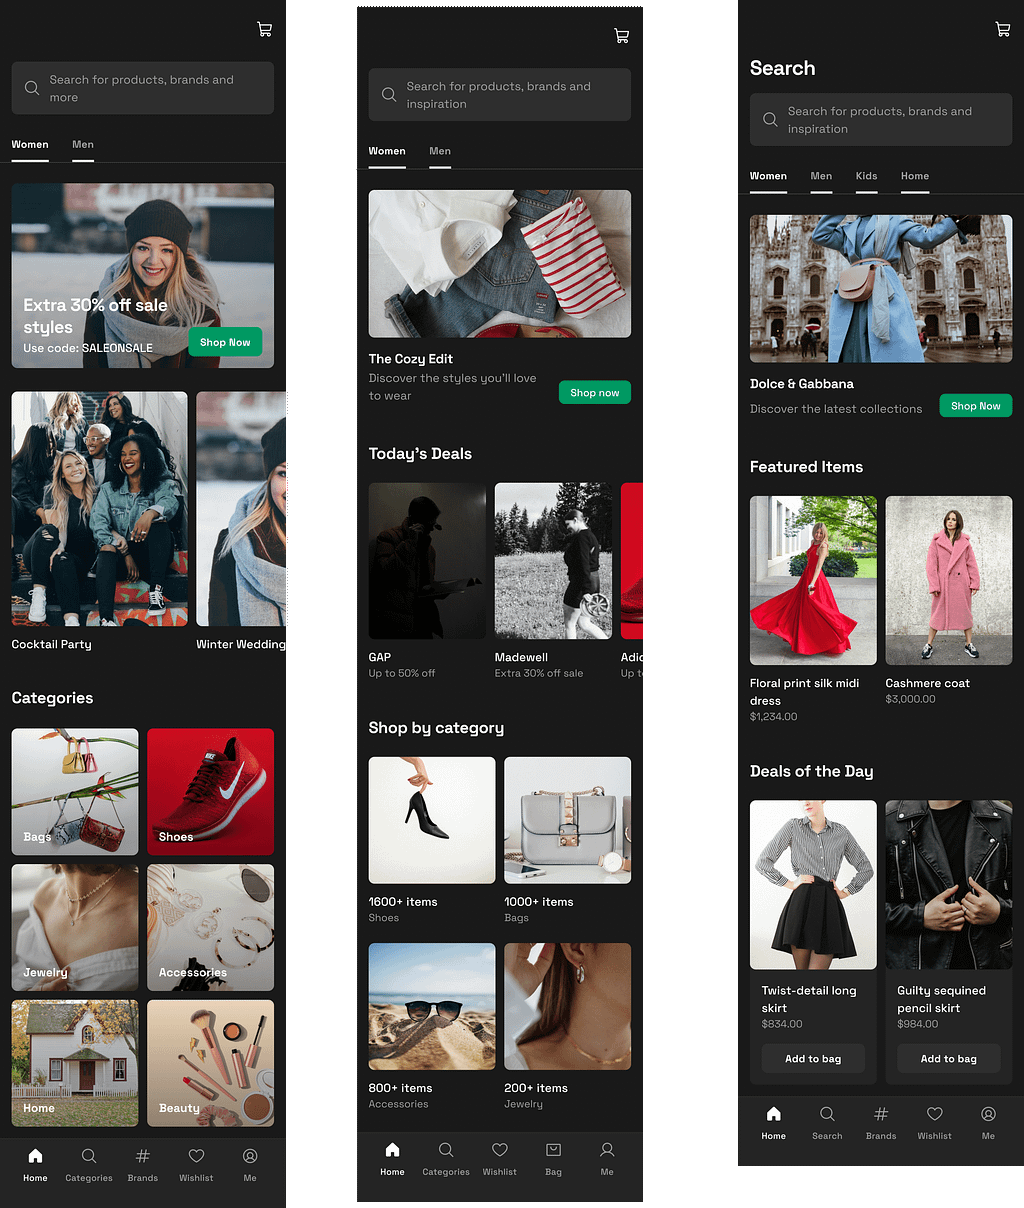 Search for products, brands and
more
Women
Men
Extra 30% off sale
styles
Use code: SALEONSALE
Shop Now
Cocktail Party
Winter Wedding
Categories
Bags
Shoes
Jewelry
Accessories
Home
Beauty
Home
Categories
Brands
Wishlist
Me
Search for products, brands and
inspiration
Women
Men
The Cozy Edit
Discover the styles you'll love
to wear
Shop now
Today's Deals
GAP
Up to 50% off
Madewell
Extra 30% off sale
Adid
Up to
Shop by category
1600+ items
Shoes
1000+ items
Bags
800+ items
Accessories
200+ items
Jewelry
Home
Categories
Wishlist
Bag
Me
Search
Search for products, brands and
inspiration
Women
Men
Kids
Home
Dolce & Gabbana
Discover the latest collections
Shop Now
Featured Items
Floral print silk midi
dress
$1,234.00
Cashmere coat
$3,000.00
Deals of the Day
Twist-detail long
skirt
$834.00
Add to bag
Guilty sequined
pencil skirt
$984.00
Add to bag
Home
Search
Brands
Wishlist
Me